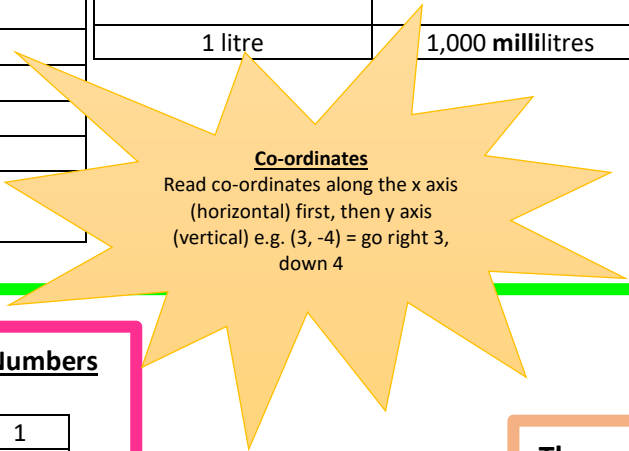 1 litre 1,000 millilitres
Co-ordinates
Read co-ordinates along the x axis
(horizontal) first, then y axis
(vertical) e.g. (3, -4) = go right 3,
down 4
1